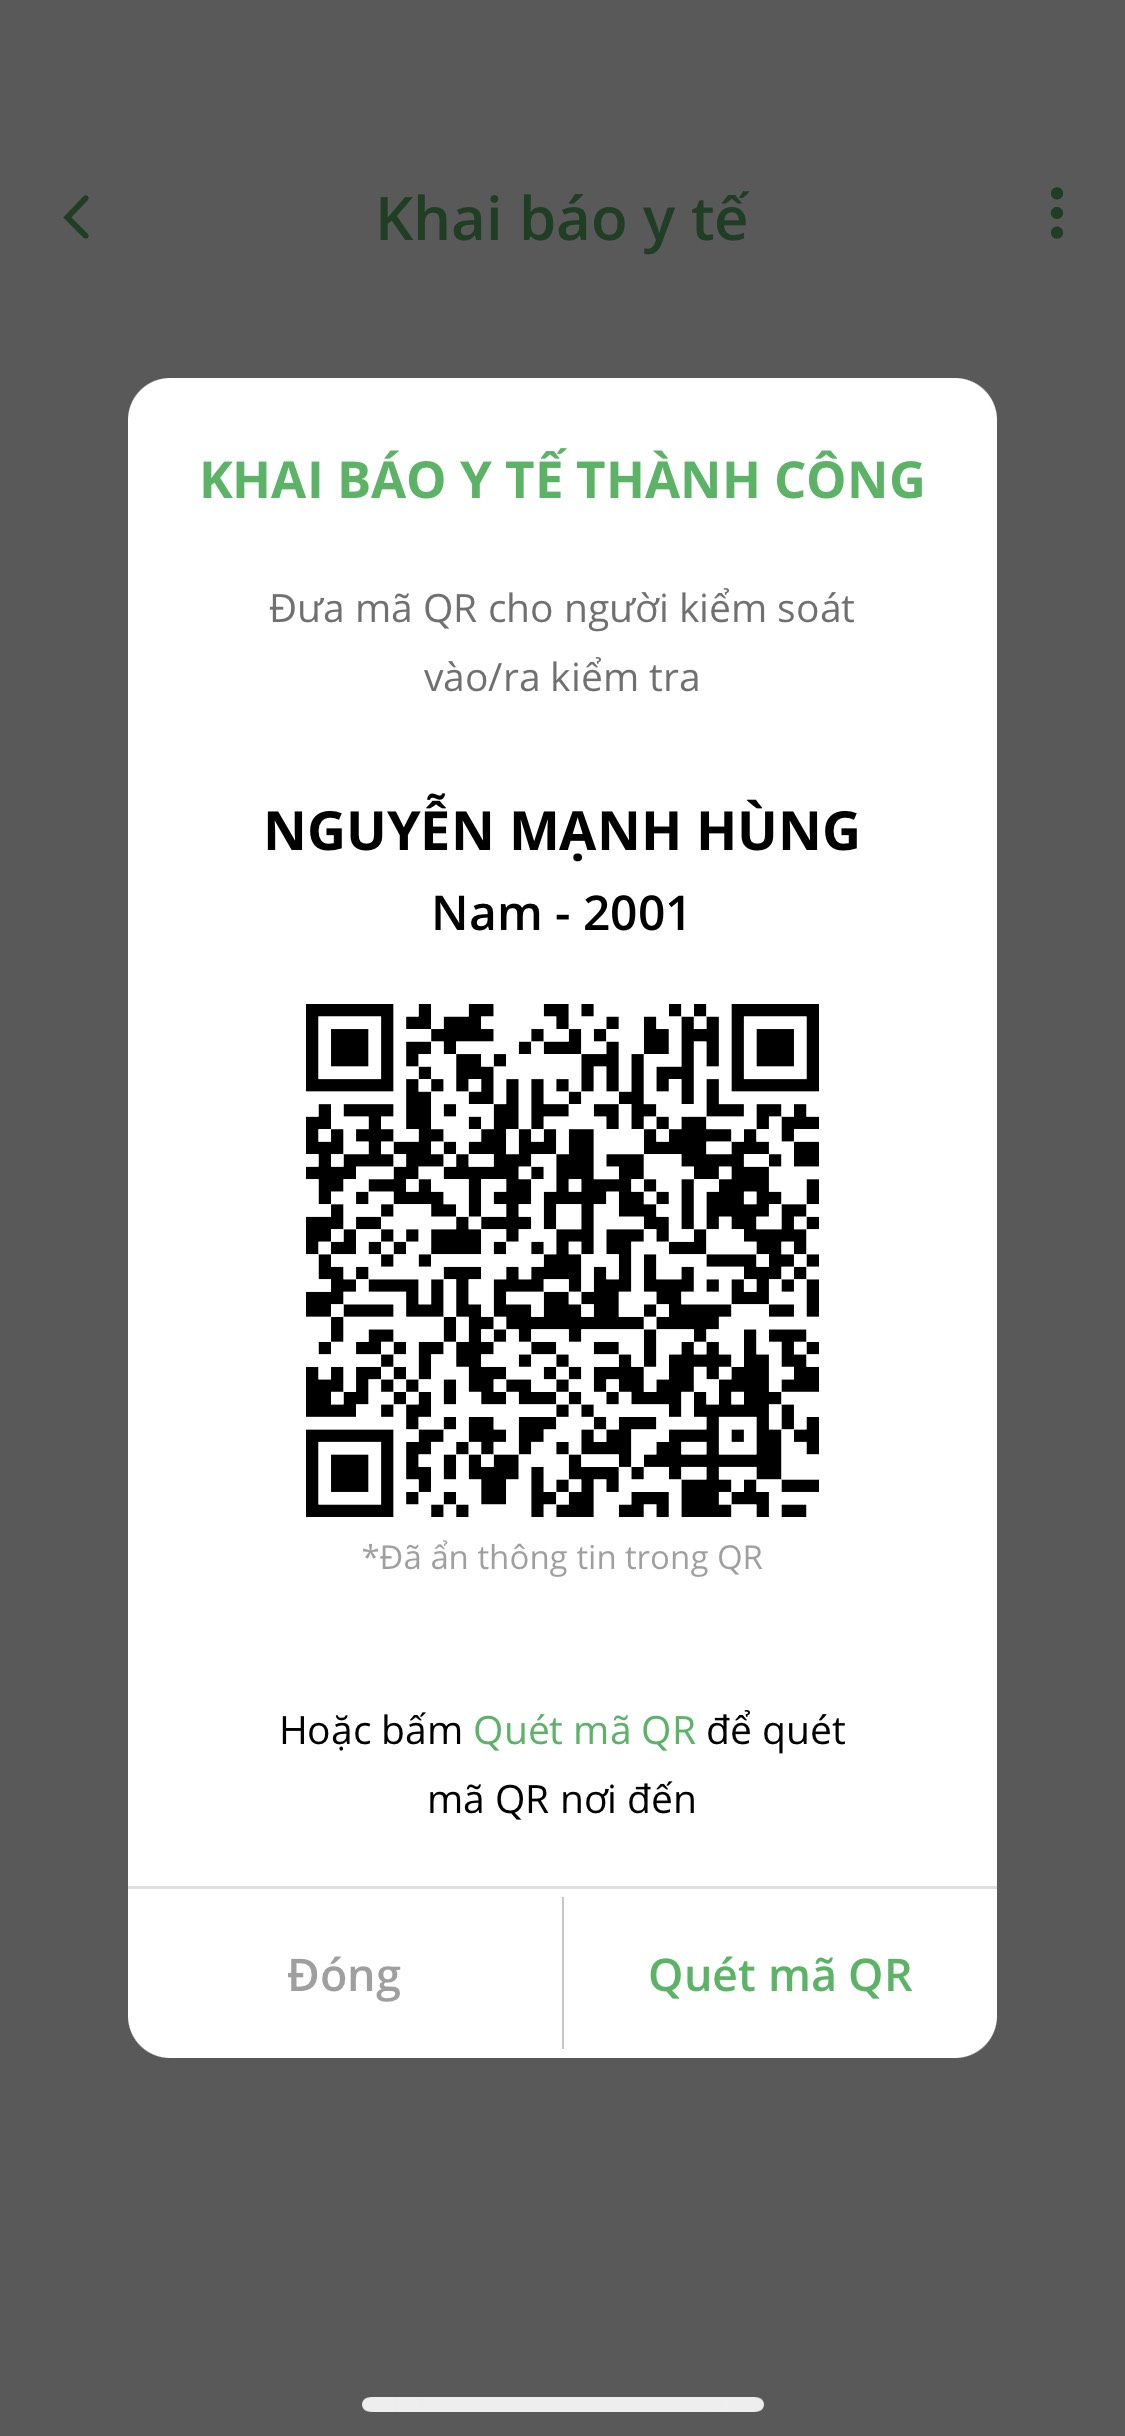 Khai báo y tế
KHAI BÁO Y TẾ THÀNH CÔNG
Đưa mã QR cho người kiểm soát
vào/ra kiểm tra
NGUYỄN MẠNH HÙNG
Nam - 2001
*Đã ẩn thông tin trong QR
Hoặc bấm Quét mã QR để quét
mã QR nơi đến
Đóng
Quét mã QR